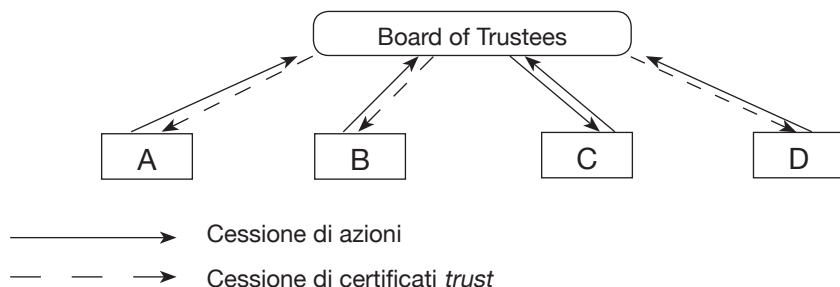 Board of Trustees
A
B
C
D
Cessione di azioni
Cessione di certificati trust